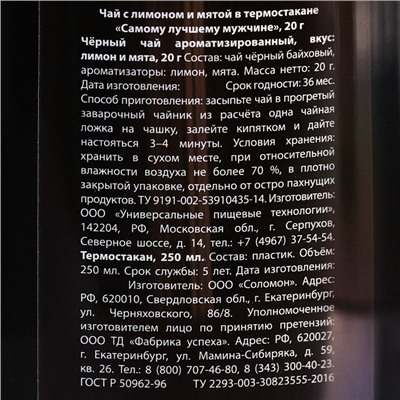 Чай с лимоном и мятой в термостакане
«Самому лучшему мужчине», 20 г
Чёрный чай ароматизированный, вкус:
лимон и мята, 20 г Состав: чай чёрный байховый,
ароматизаторы: лимон, мята. Масса нетто: 20 г.
Дата изготовления: Срок годности: 36 мес.
Способ приготовления: засыпьте чай в прогретый
заварочный чайник из расчёта одна чайная
ложка на чашку, залейте кипятком и дайте
настояться 3–4 минуты. Условия хранения:
хранить в сухом месте, при относительной
влажности воздуха не более 70 %, в плотно
закрытой упаковке, отдельно от остро пахнущих
продуктов. ТУ 9191-002-53910435-14. Изготовитель:
ООО «Универсальные пищевые технологии»,
142204, РФ, Московская обл., г. Серпухов,
Северное шоссе, д. 14, тел.: +7 (4967) 37-54-54.
Термостакан, 250 мл. Состав: пластик. Объём:
250 мл. Срок службы: 5 лет. Дата изготовления:
Изготовитель: ООО «Соломон». Адрес:
РФ, 620010, Свердловская обл., г. Екатеринбург,
ул. Черняховского, 86/8. Уполномоченное
изготовителем лицо по принятию претензий:
ООО ТД «Фабрика успеха». Адрес: РФ, 620027,
г. Екатеринбург, ул. Мамина-Сибиряка, д. 59,
кв. 26. Тел.: 8 (800) 707-46-80, 8 (343) 300-40-23.
ГОСТ Р 50962-96 ТУ 2293-003-30823555-2016